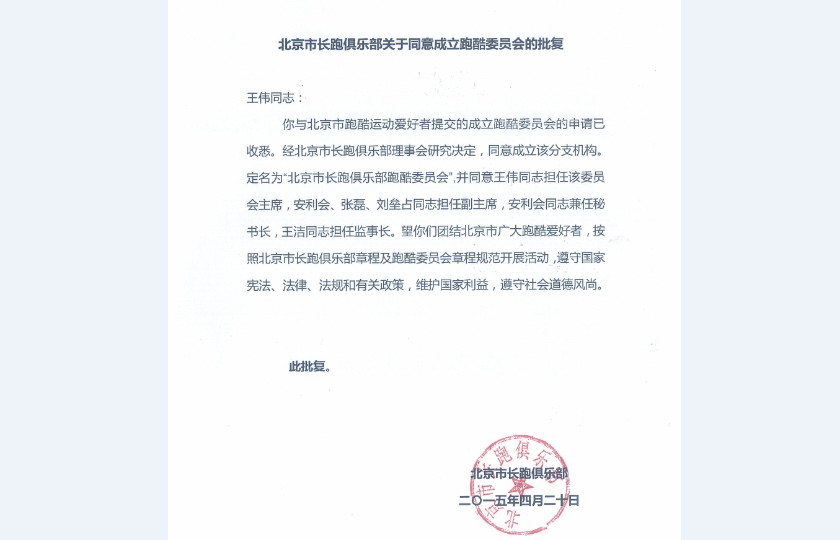 北京市长跑俱乐部关于同意成立跑酷委员会的批复
王伟同志：
你与北京市跑酷运动爱好者提交的成立跑酷委员会的申请已
收悉。经北京市长跑俱乐部理事会研究决定，同意成立该分支机构。
定名为“北京市长跑俱乐部跑酷委员会”,并同意王伟同志担任该委员
会主席，安利会、张磊、刘垒占同志担任副主席，安利会同志兼任秘
书长，王洁同志担任监事长。望你们团结北京市广大跑酷爱好者，按
照北京市长跑俱乐部章程及跑酷委员会章程规范开展活动，遵守国家
宪法、法律、法规和有关政策，维护国家利益，遵守社会道德风尚。
此批复。
北京市长跑俱乐部
北京市长跑俱乐部
二〇一五年四月二十日